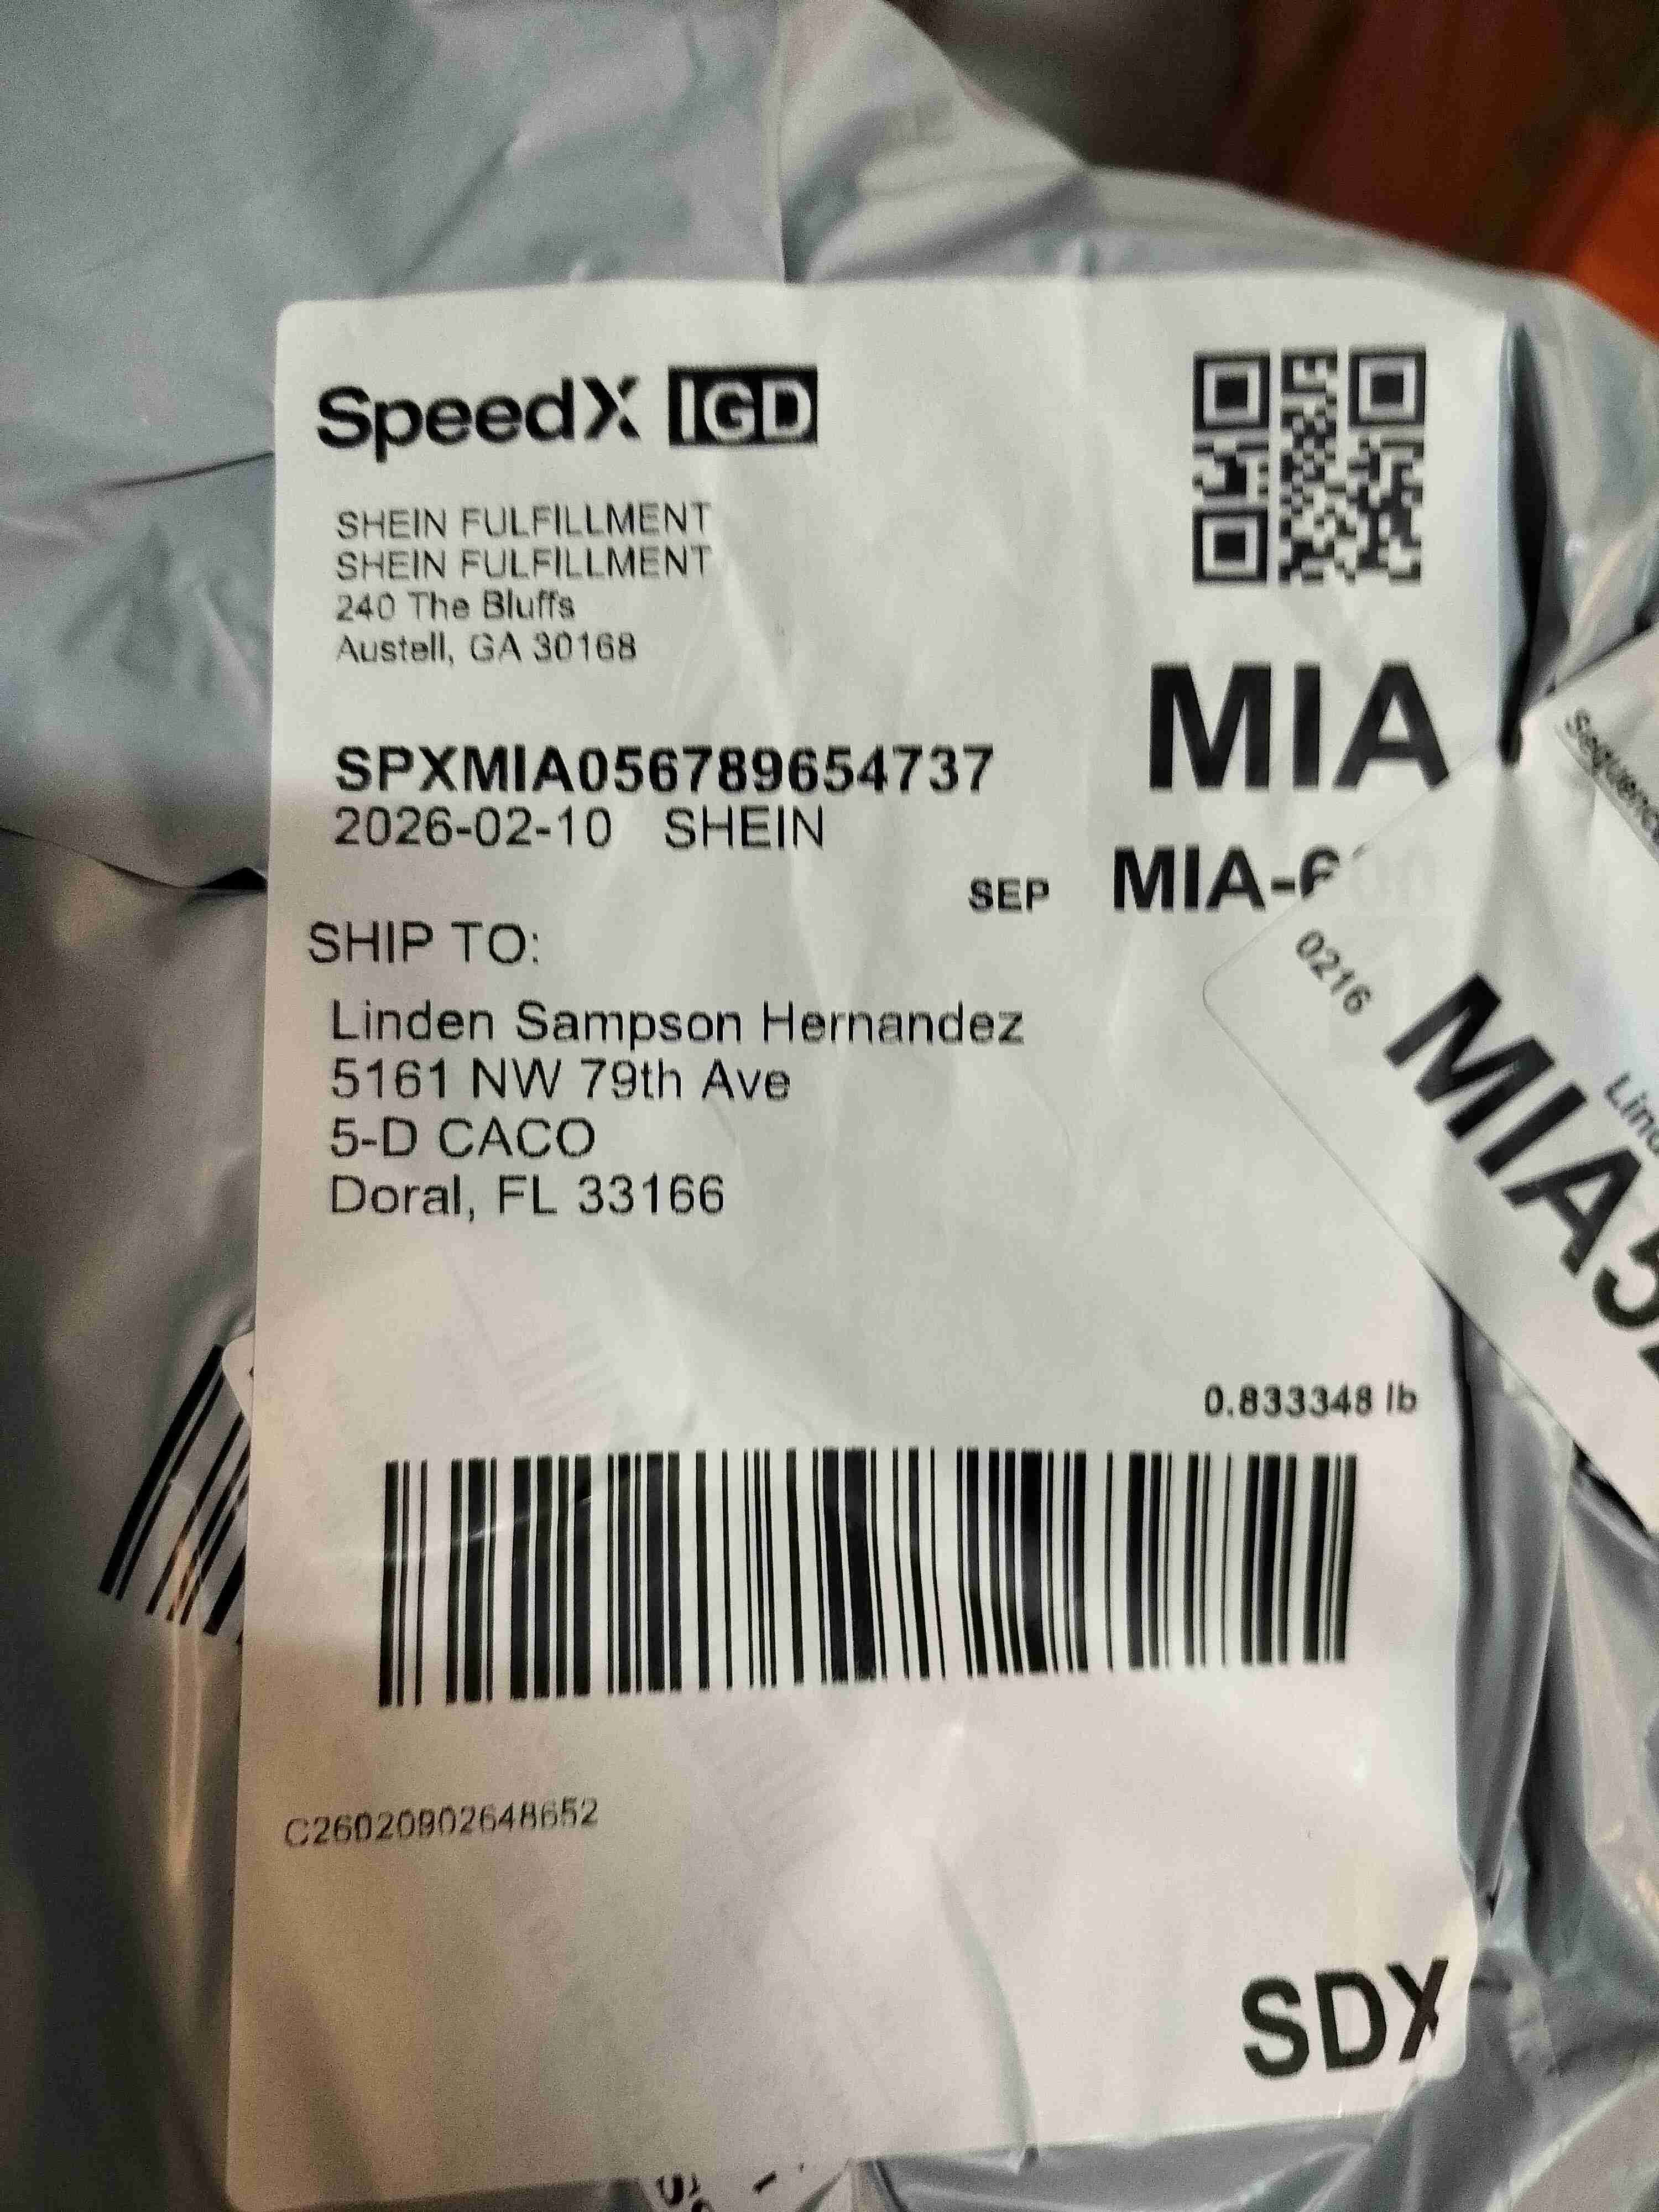 SpeedX IGD
SHEIN FULFILLMENT
SHEIN FULFILLMENT
240 The Bluffs
Austell, GA 30168
MIA
SPXMIA056789654737
2026-02-10 SHEIN
SEP
SHIP TO:
Linden Sampson Hernandez
5161 NW 79th Ave
5-D CACO
Doral, FL 33166
0216
0.833348 lb
C26020902648652
SDX